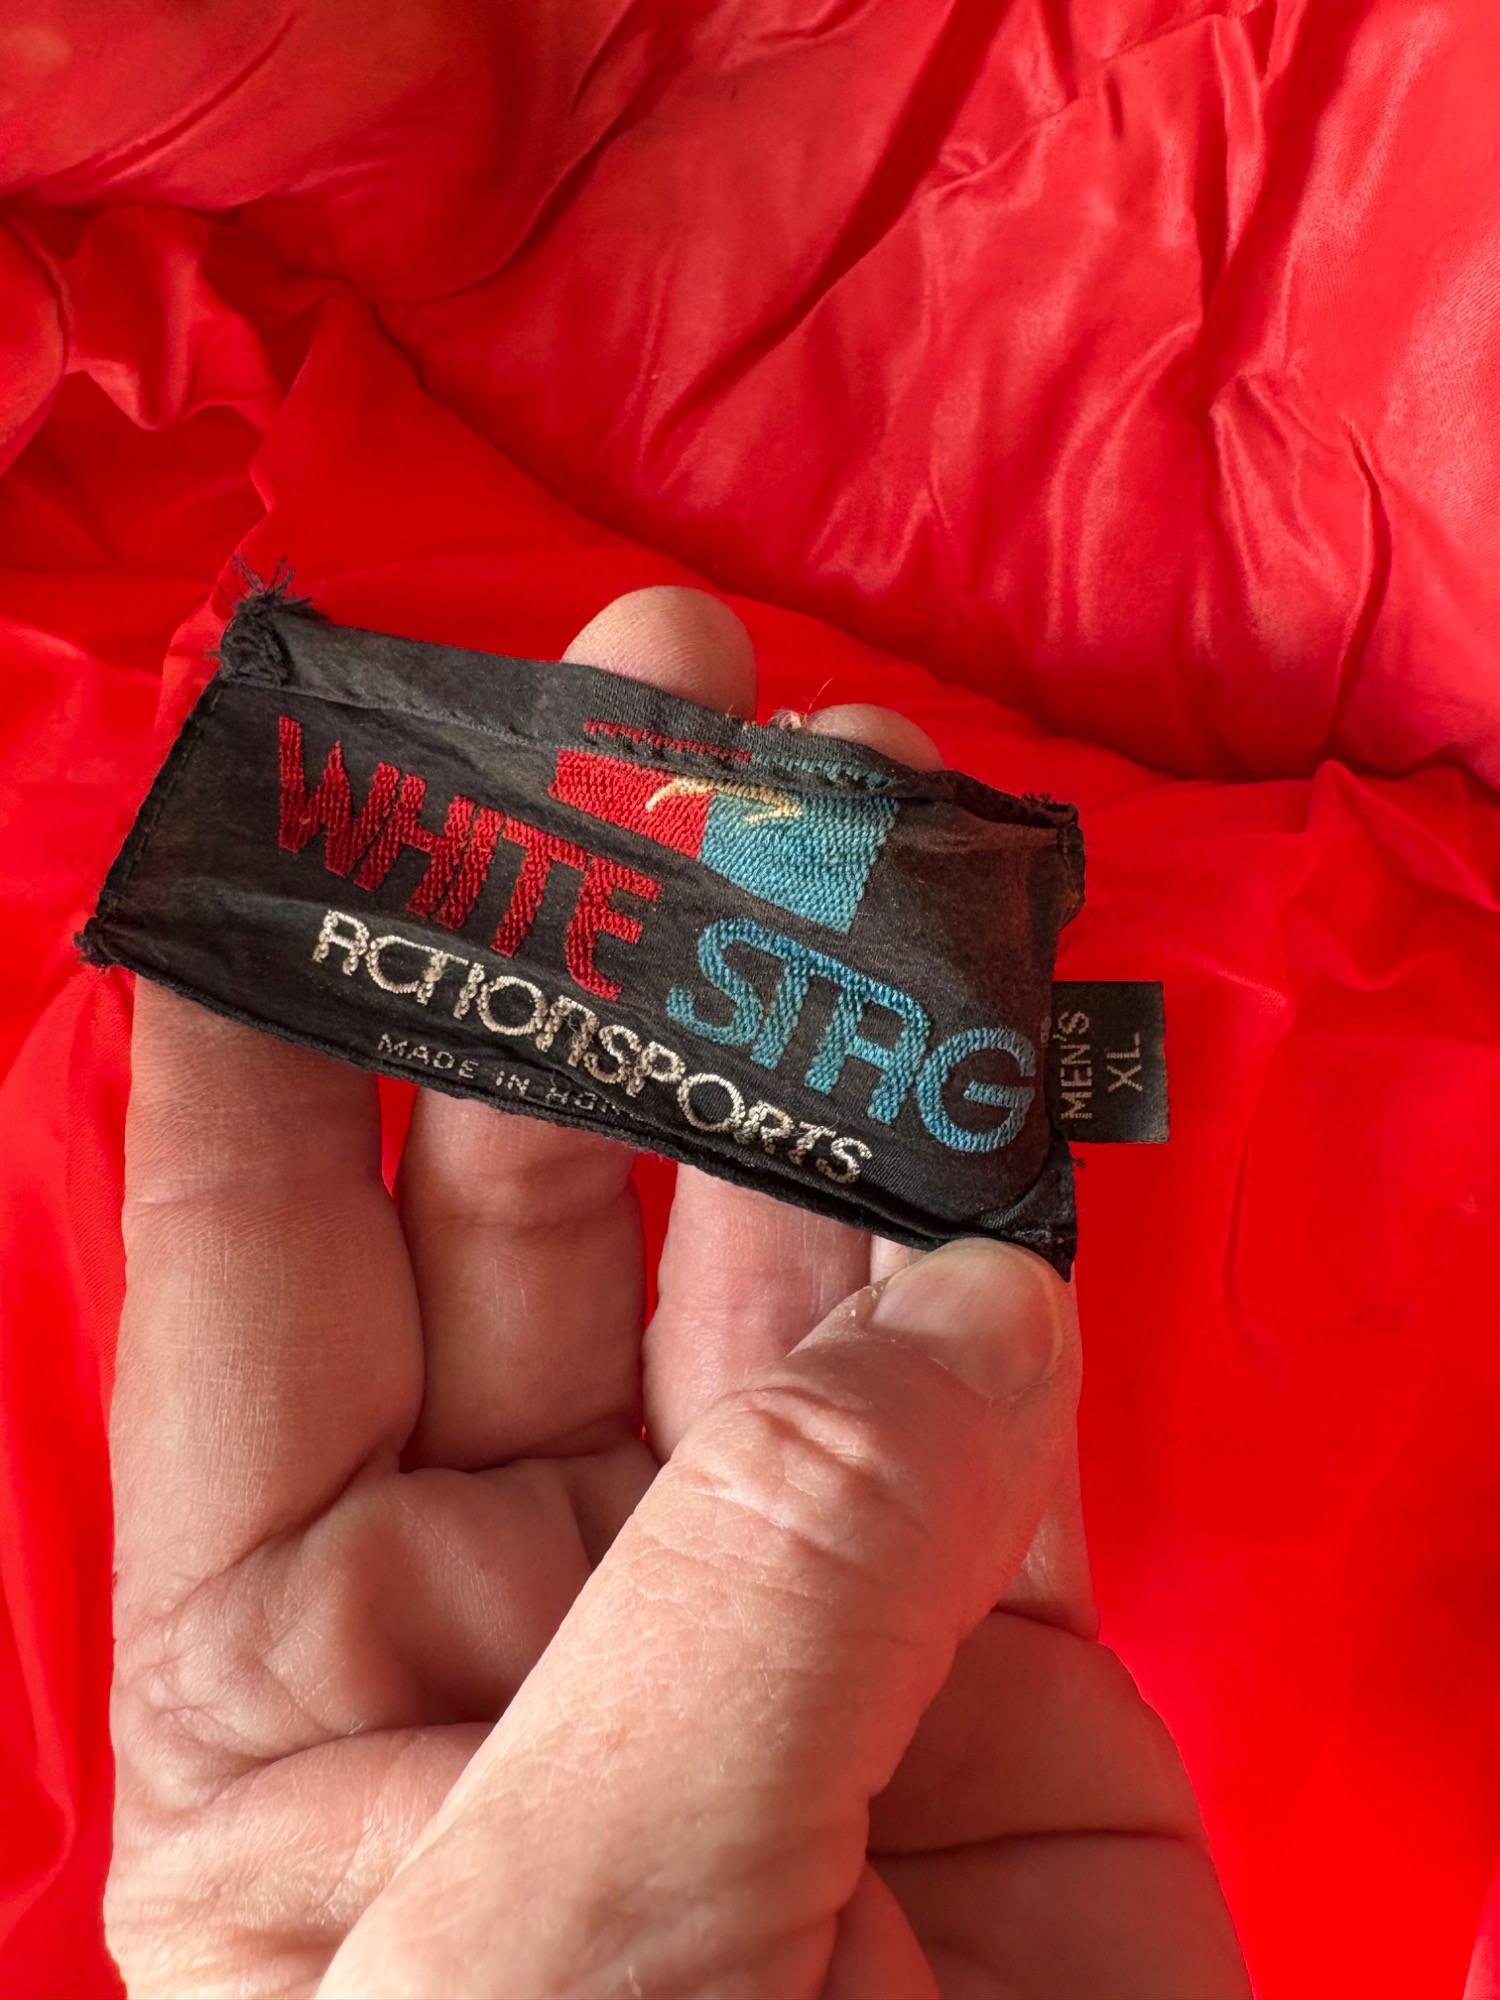 WHITE STAG
ACTIONSPORTS
MADE IN
MEN'S
XL